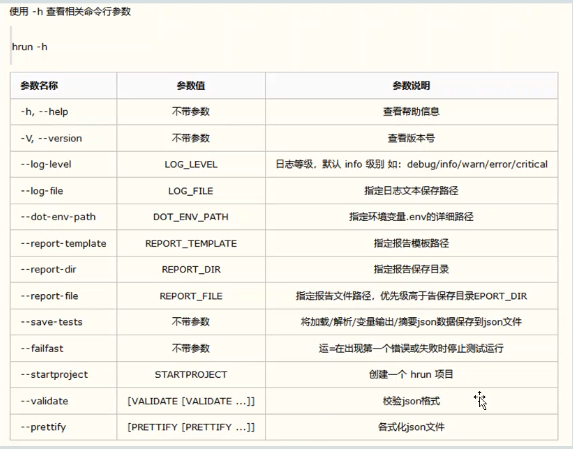 使用 -h 查看相关命令行参数
hrun -h
参数名称 参数值 参数说明
-h, --help 不带参数 查看帮助信息
-V, --version 不带参数 查看版本号
--log-level LOG_LEVEL 日志等级，默认 info 级别 如：debug/info/warn/error/critical
--log-file LOG_FILE 指定日志文本保存路径
--dot-env-path DOT_ENV_PATH 指定环境变量.env的详细路径
--report-template REPORT_TEMPLATE 指定报告模板路径
--report-dir REPORT_DIR 指定报告保存目录
--report-file REPORT_FILE 指定报告文件路径，优先级高于告保存目录EPORT_DIR
--save-tests 不带参数 将加载/解析/变量输出/摘要json数据保存到json文件
--failfast 不带参数 运=在出现第一个错误或失败时停止测试运行
--startproject STARTPROJECT 创建一个 hrun 项目
--validate [VALIDATE [VALIDATE ...]] 校验json格式
--prettify [PRETTIFY [PRETTIFY ...]] 各式化json文件